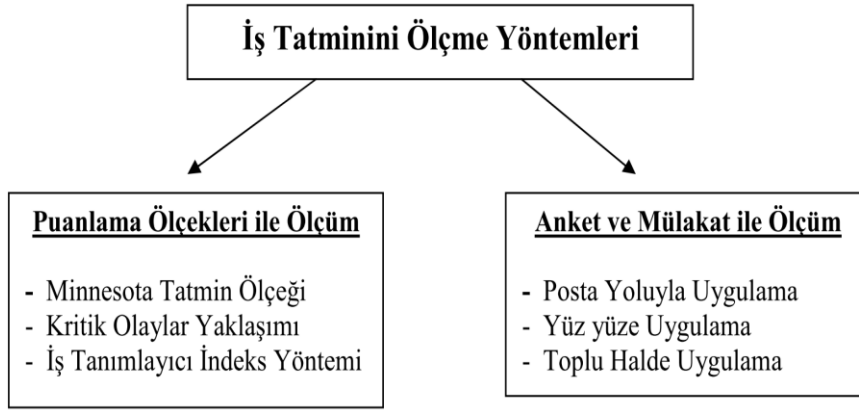 İş Tatminini Ölçme Yöntemleri
Puanlama Ölçekleri ile Ölçüm
- Minnesota Tatmin Ölçeği
- Kritik Olaylar Yaklaşımı
- İş Tanımlayıcı İndeks Yöntemi
Anket ve Mülakat ile Ölçüm
- Posta Yoluyla Uygulama
- Yüz yüze Uygulama
- Toplu Halde Uygulama